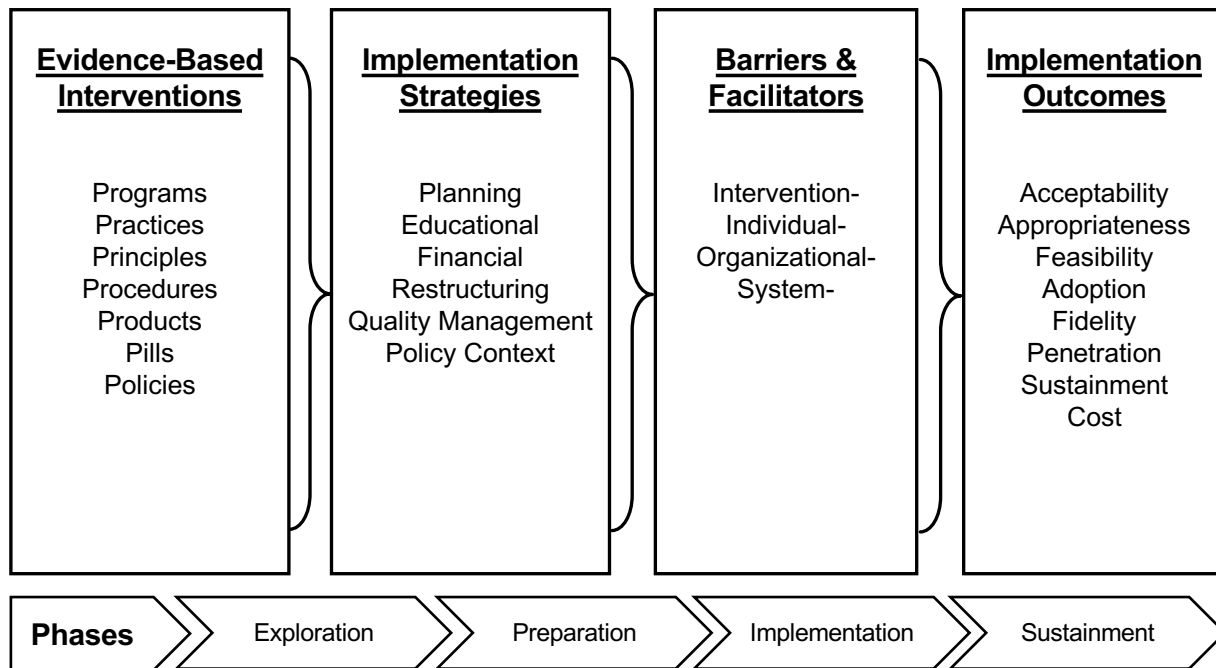 Evidence-Based
Interventions
Programs
Practices
Principles
Procedures
Products
Pills
Policies
Implementation
Strategies
Planning
Educational
Financial
Restructuring
Quality Management
Policy Context
Barriers &
Facilitators
Intervention-
Individual-
Organizational-
System-
Implementation
Outcomes
Acceptability
Appropriateness
Feasibility
Adoption
Fidelity
Penetration
Sustainment
Cost
Phases
Exploration
Preparation
Implementation
Sustainment